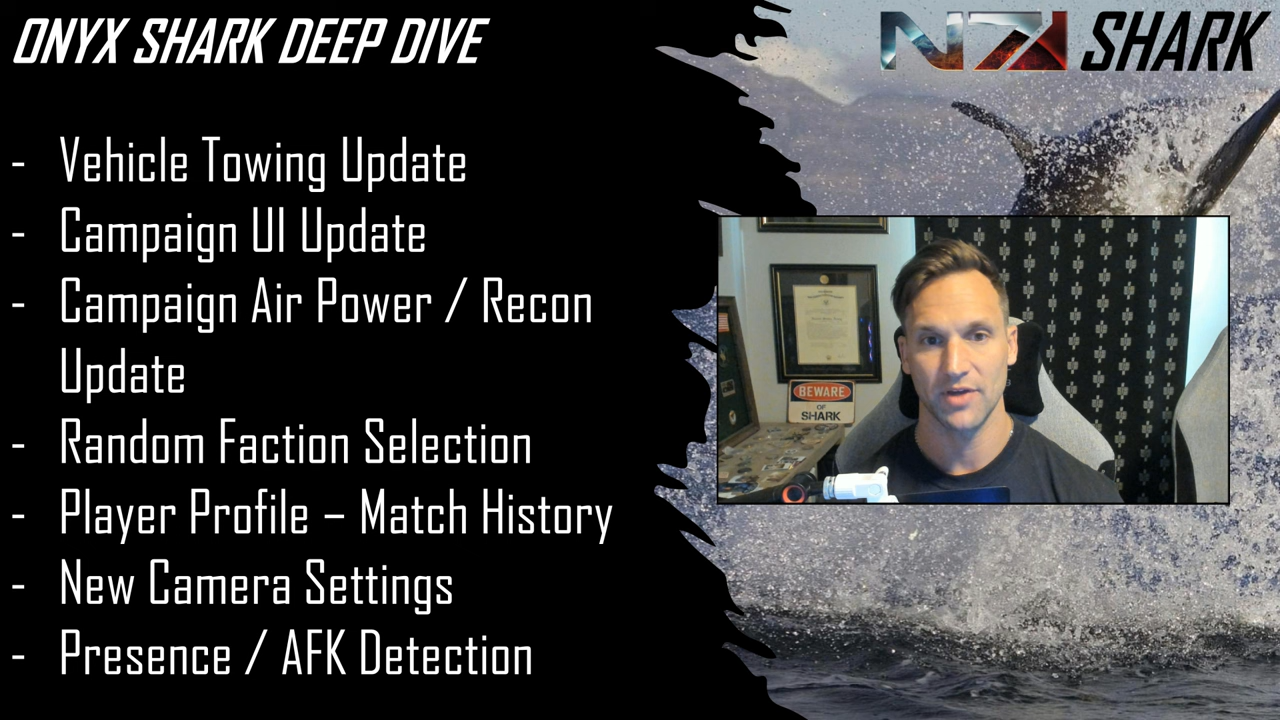 ONYX SHARK DEEP DIVE
N7 SHARK
- Vehicle Towing Update
- Campaign UI Update
- Campaign Air Power / Recon
Update
- Random Faction Selection
- Player Profile – Match History
- New Camera Settings
- Presence / AFK Detection
BEWARE
OF
SHARK